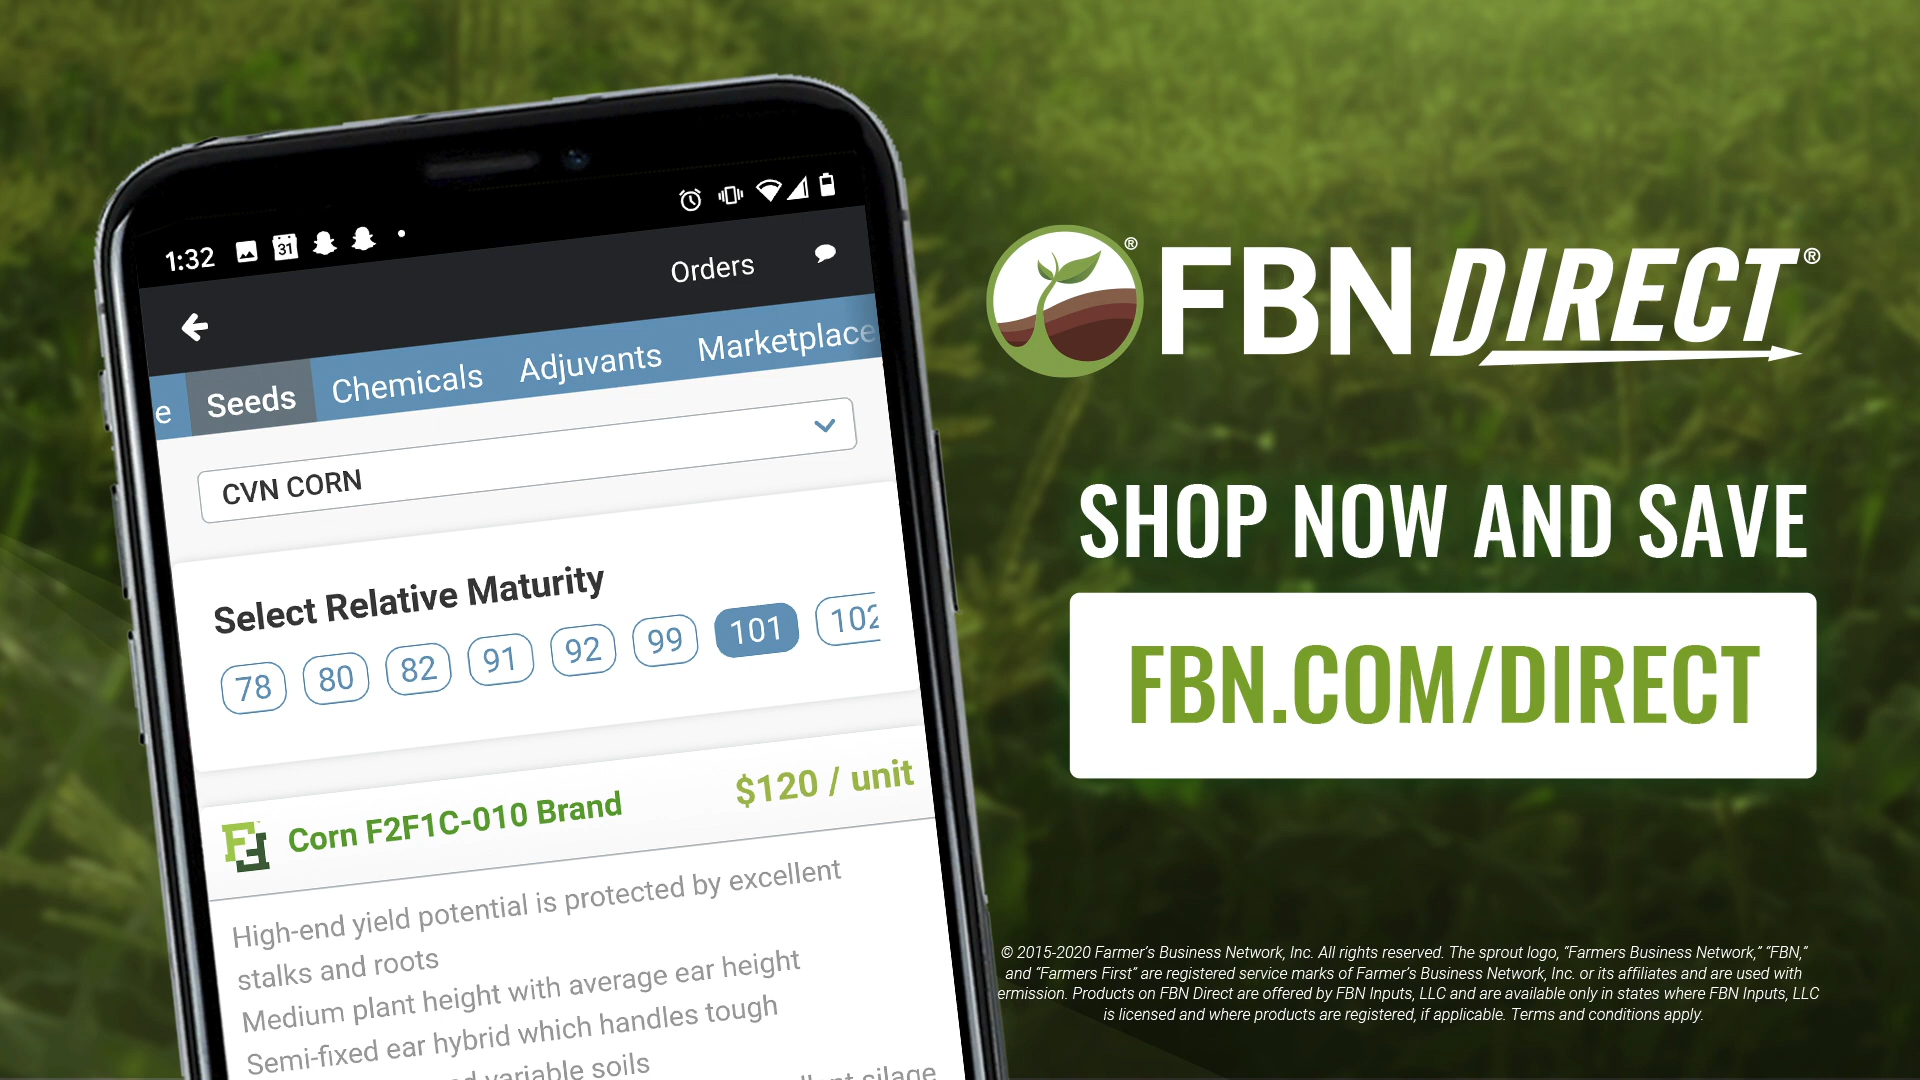 1:32
31
Orders
e Seeds Chemicals Adjuvants Marketplace
CVN CORN
Select Relative Maturity
78 80 82 91 92 99 101 102
Corn F2F1C-010 Brand $120 / unit
High-end yield potential is protected by excellent
stalks and roots
Medium plant height with average ear height
Semi-fixed ear hybrid which handles tough
variable soils
silage
® FBN DIRECT®
SHOP NOW AND SAVE
FBN.COM/DIRECT
© 2015-2020 Farmer's Business Network, Inc. All rights reserved. The sprout logo, “Farmers Business Network,” “FBN,”
and “Farmers First” are registered service marks of Farmer's Business Network, Inc. or its affiliates and are used with
ermission. Products on FBN Direct are offered by FBN Inputs, LLC and are available only in states where FBN Inputs, LLC
is licensed and where products are registered, if applicable. Terms and conditions apply.